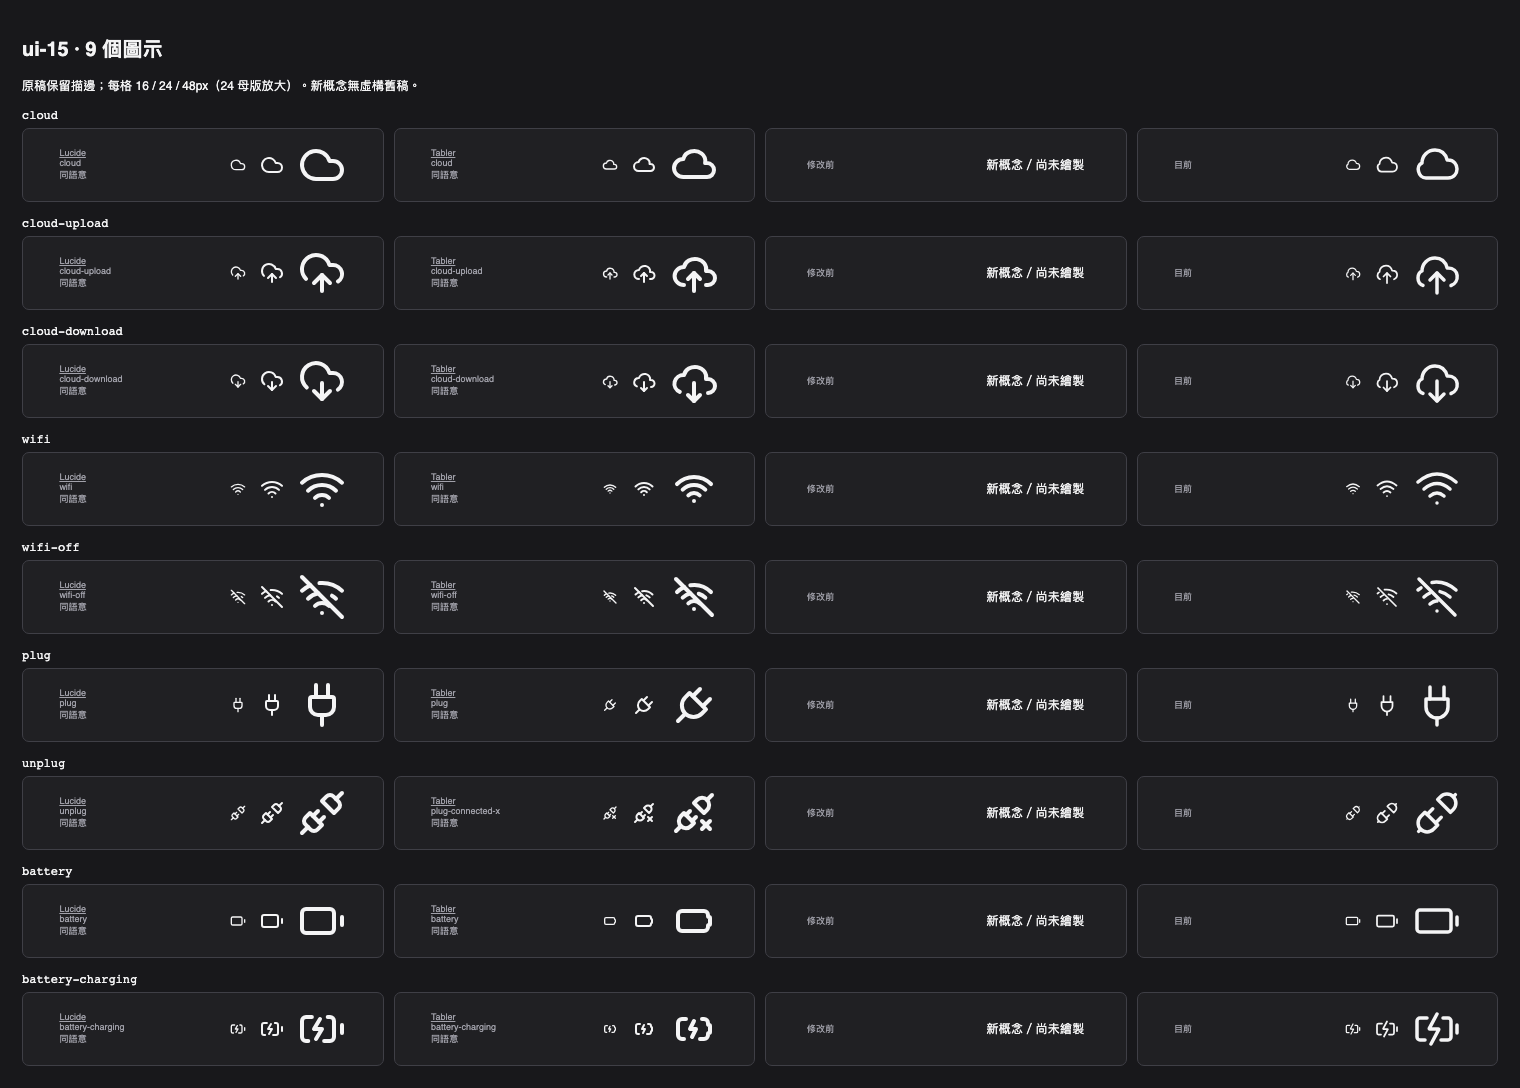 ui-15 · 9 個圖示
原稿保留描邊；每格 16 / 24 / 48px（24 母版放大）。新概念無虛構舊稿。
cloud
Lucide
cloud
同語意
Tabler
cloud
同語意
修改前
新概念 / 尚未繪製
目前
cloud-upload
Lucide
cloud-upload
同語意
Tabler
cloud-upload
同語意
修改前
新概念 / 尚未繪製
目前
cloud-download
Lucide
cloud-download
同語意
Tabler
cloud-download
同語意
修改前
新概念 / 尚未繪製
目前
wifi
Lucide
wifi
同語意
Tabler
wifi
同語意
修改前
新概念 / 尚未繪製
目前
wifi-off
Lucide
wifi-off
同語意
Tabler
wifi-off
同語意
修改前
新概念 / 尚未繪製
目前
plug
Lucide
plug
同語意
Tabler
plug
同語意
修改前
新概念 / 尚未繪製
目前
unplug
Lucide
unplug
同語意
Tabler
plug-connected-x
同語意
修改前
新概念 / 尚未繪製
目前
battery
Lucide
battery
同語意
Tabler
battery
同語意
修改前
新概念 / 尚未繪製
目前
battery-charging
Lucide
battery-charging
同語意
Tabler
battery-charging
同語意
修改前
新概念 / 尚未繪製
目前